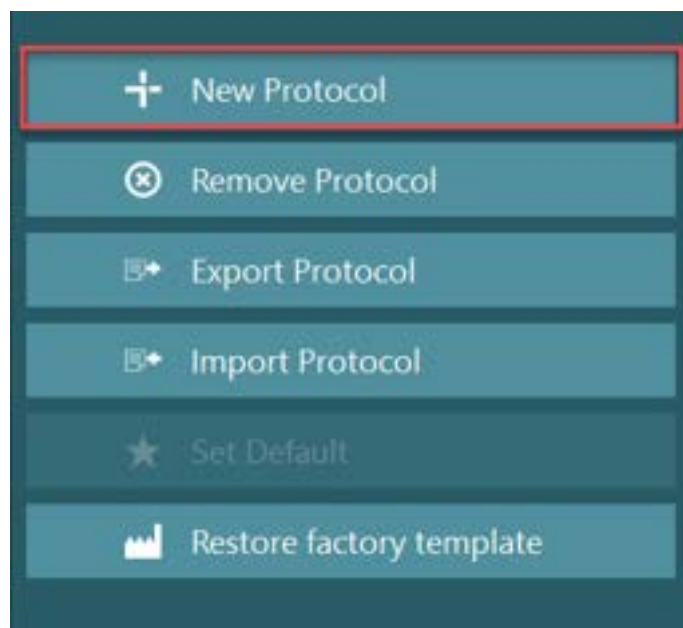 New Protocol
Remove Protocol
Export Protocol
Import Protocol
Set Default
Restore factory template